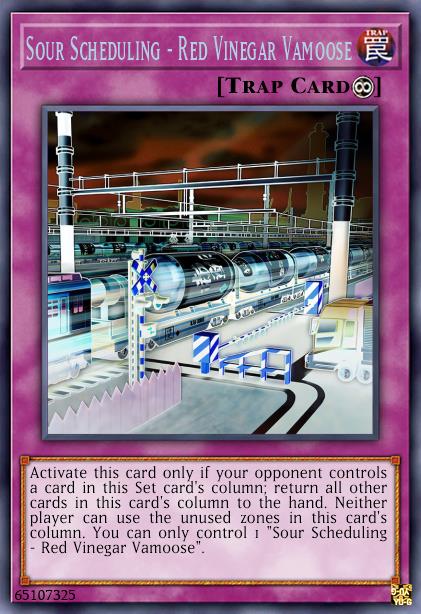 Sour Scheduling - Red Vinegar Vamoose
TRAP
罠
[Trap Card]
Activate this card only if your opponent controls
a card in this Set card's column; return all other
cards in this card's column to the hand. Neither
player can use the unused zones in this card's
column. You can only control 1 "Sour Scheduling
- Red Vinegar Vamoose".
65107325